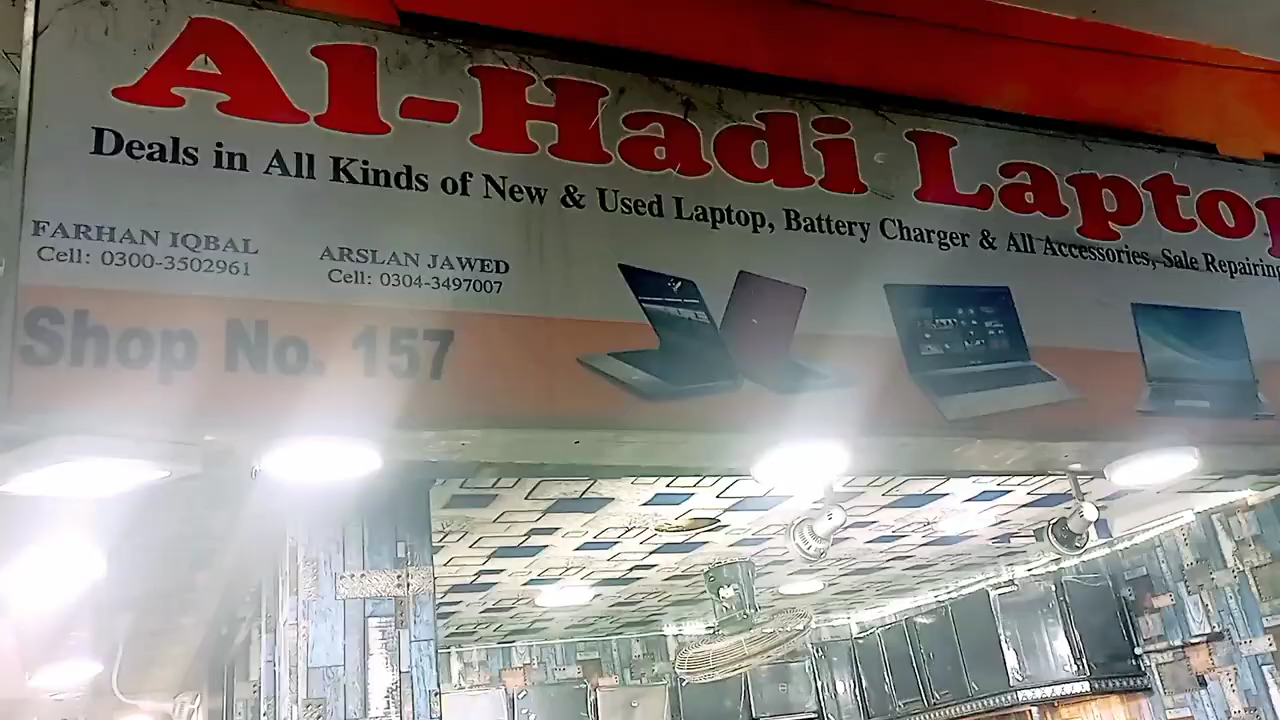 Al-Hadi Laptop
Deals in All Kinds of New & Used Laptop, Battery Charger & All Accessories, Sale Repairing
FARHAN IQBAL
Cell: 0300-3502961
ARSLAN JAWED
Cell: 0304-3497007
Shop No. 157